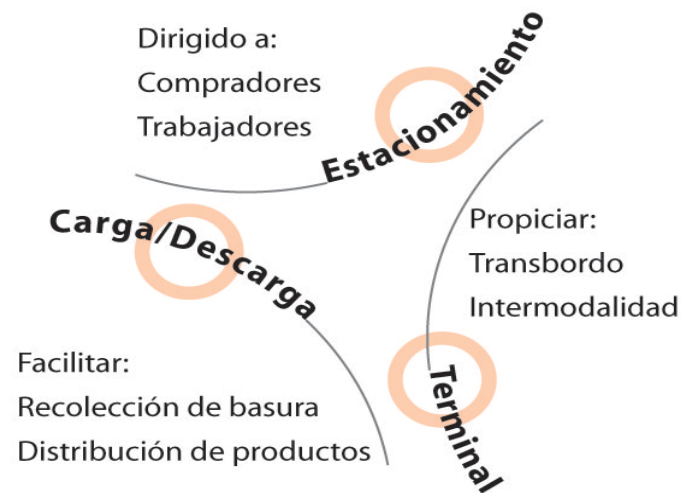 Dirigido a:
Compradores
Trabajadores
Estacionamiento
Carga/Descarga
Propiciar:
Transbordo
Intermodalidad
Facilitar:
Recolección de basura
Distribución de productos
Terminal